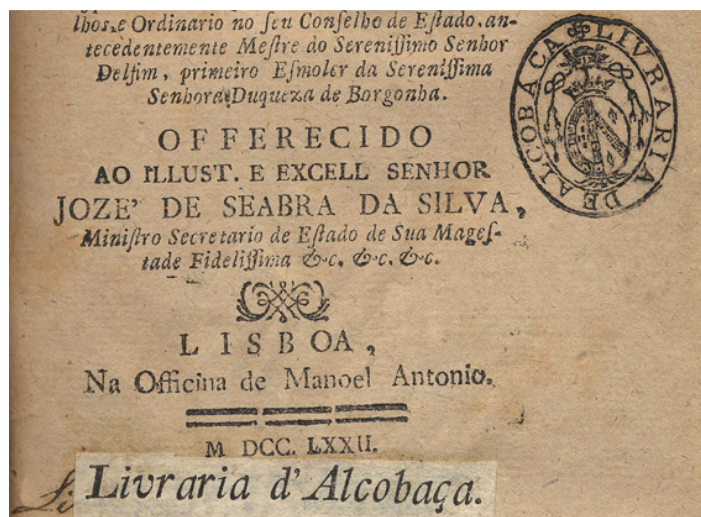 lhos, e Ordinario no ſeu Conſelho de Eſtado, an-
tecedentemente Meſtre do Sereniſſimo Senhor
Delfim, primeiro Eſmoler da Sereniſſima
Senhora Duqueza de Borgonha.
OFFERECIDO
AO ILLUST. E EXCELL SENHOR
JOZE' DE SEABRA DA SILVA,
Miniſtro Secretario de Eſtado de Sua Mageſ-
tade Fideliſſima &c. &c. &c.
LISBOA,
Na Officina de Manoel Antonio.
M DCC. LXXII.
Livraria d'Alcobaça.
Li
LIVRARIA DE ALCOBAÇA